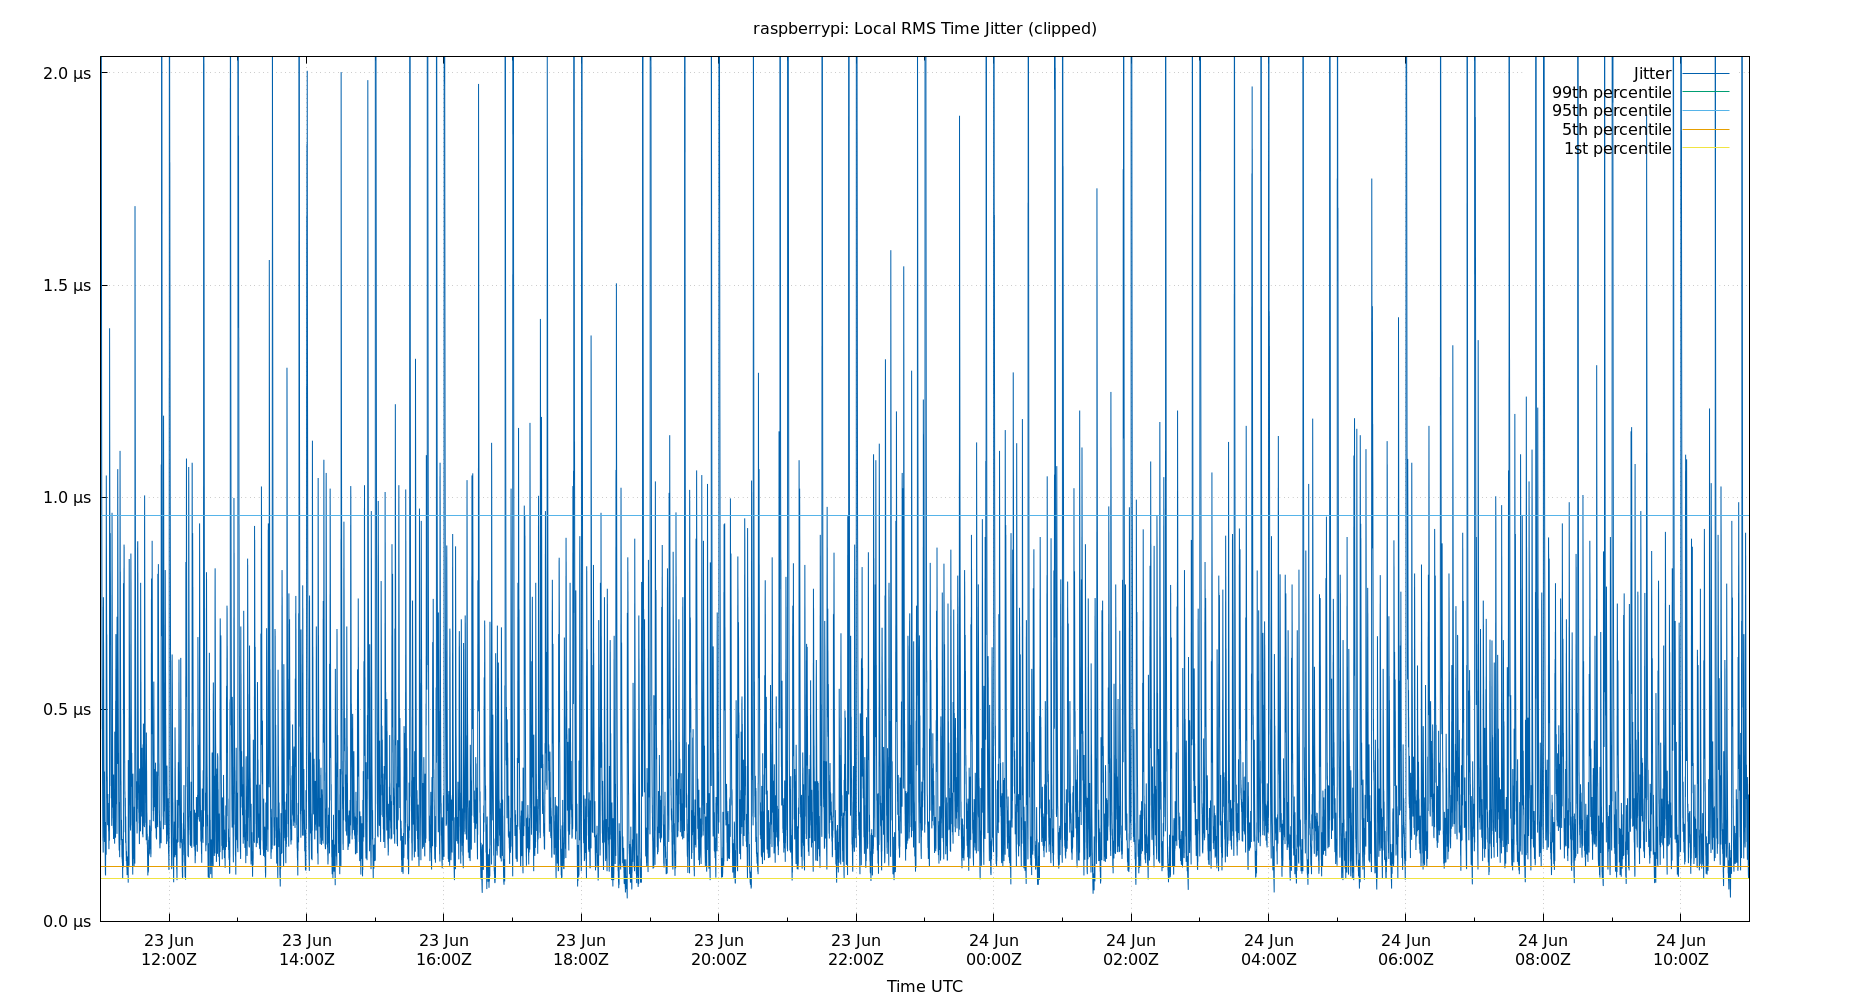 raspberrypi: Local RMS Time Jitter (clipped)
2.0 µs
1.5 µs
1.0 µs
0.5 µs
0.0 µs
Jitter
99th percentile
95th percentile
5th percentile
1st percentile
23 Jun 23 Jun 23 Jun 23 Jun 23 Jun 23 Jun 24 Jun 24 Jun 24 Jun 24 Jun 24 Jun 24 Jun
12:00Z 14:00Z 16:00Z 18:00Z 20:00Z 22:00Z 00:00Z 02:00Z 04:00Z 06:00Z 08:00Z 10:00Z
Time UTC